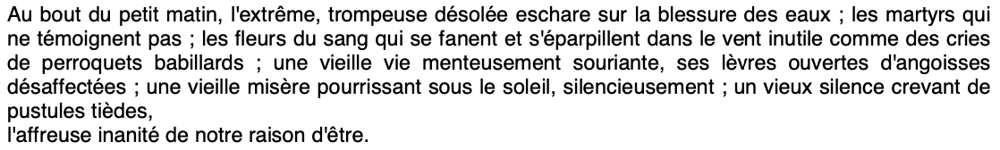 Au bout du petit matin, l'extrême, trompeuse désolée eschare sur la blessure des eaux ; les martyrs qui
ne témoignent pas ; les fleurs du sang qui se fanent et s'éparpillent dans le vent inutile comme des cries
de perroquets babillards ; une vieille vie menteusement souriante, ses lèvres ouvertes d'angoisses
désaffectées ; une vieille misère pourrissant sous le soleil, silencieusement ; un vieux silence crevant de
pustules tièdes,
l'affreuse inanité de notre raison d'être.